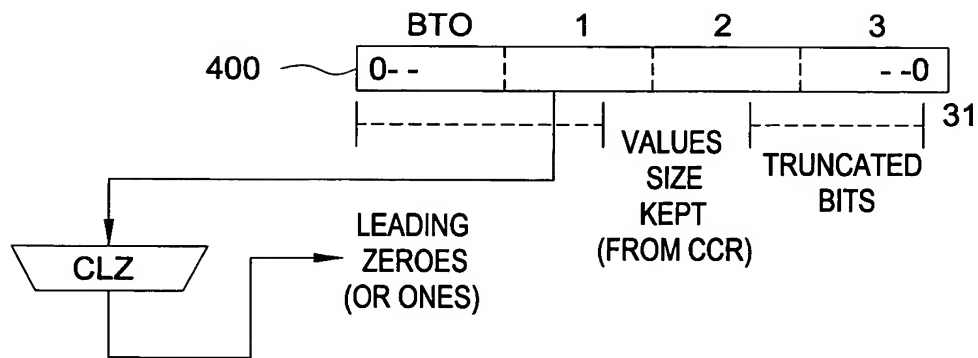 BTO 1 2 3
400
0-- --0
31
VALUES
SIZE
KEPT
(FROM CCR)
TRUNCATED
BITS
LEADING
ZEROES
(OR ONES)
CLZ